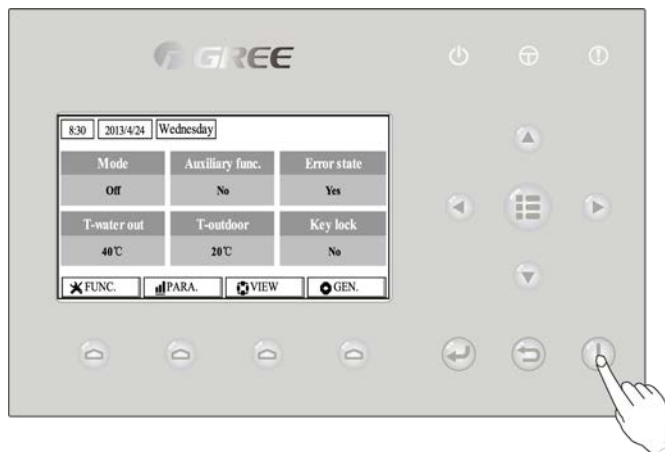 GREE
8:30 2013/4/24 Wednesday
Mode Auxiliary func. Error state
Off No Yes
T-water out T-outdoor Key lock
40℃ 20℃ No
FUNC. PARA. VIEW GEN.